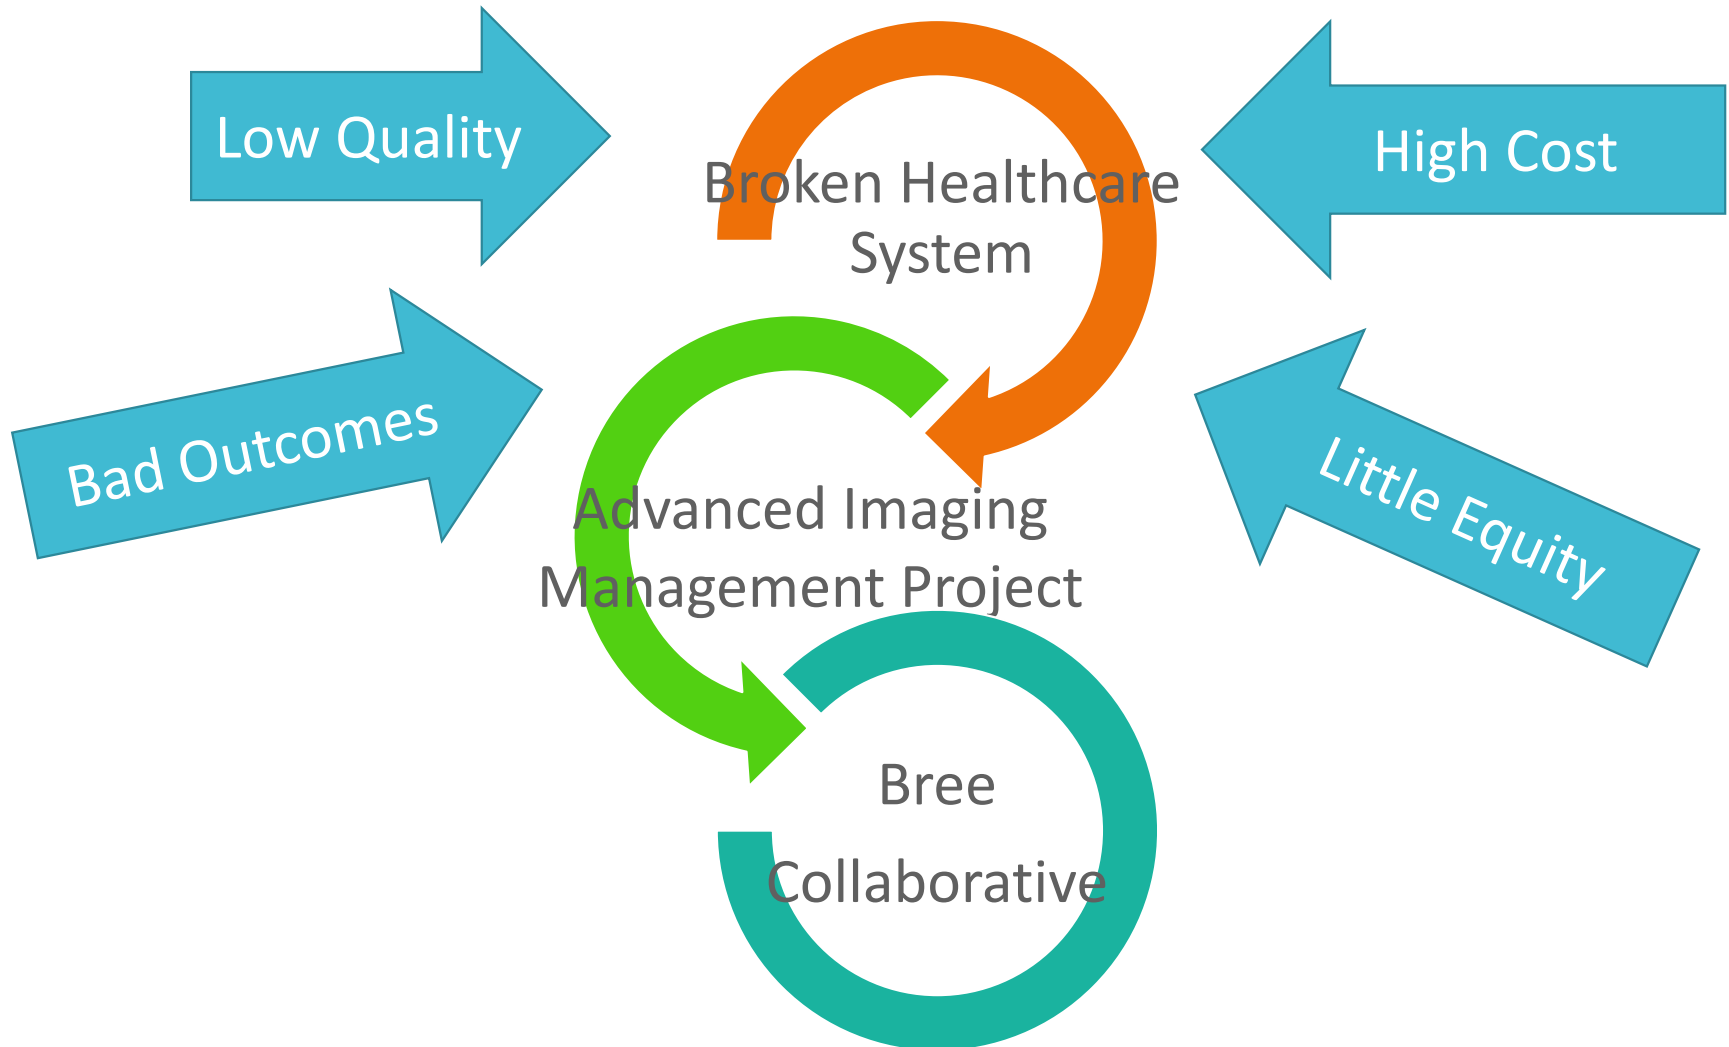 Low Quality
High Cost
Broken Healthcare
System
Bad Outcomes
Little Equity
Advanced Imaging
Management Project
Bree
Collaborative